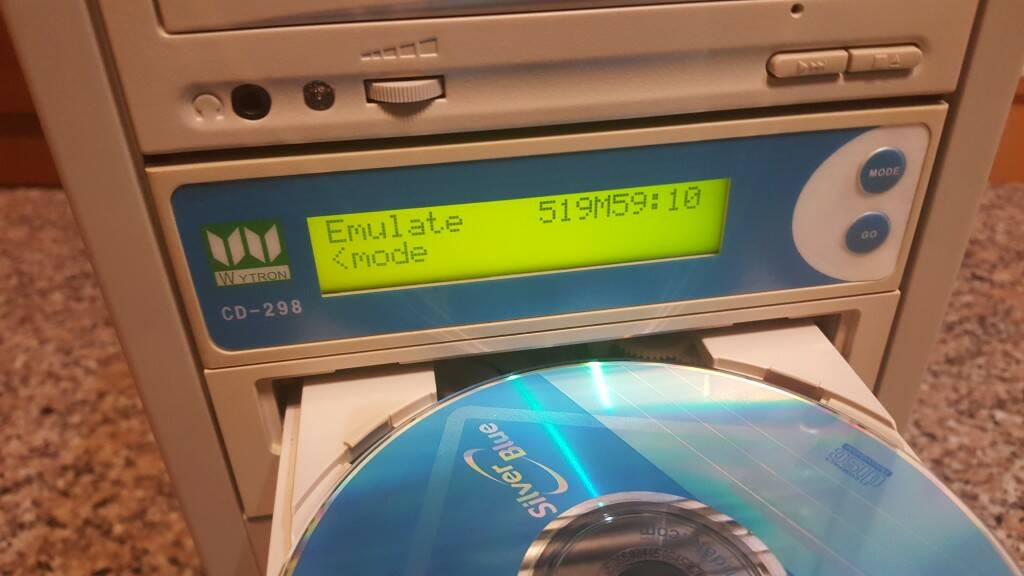 Emulate 519M59:10
<mode
MODE
GO
WYTRON
CD-298
Silver Blue